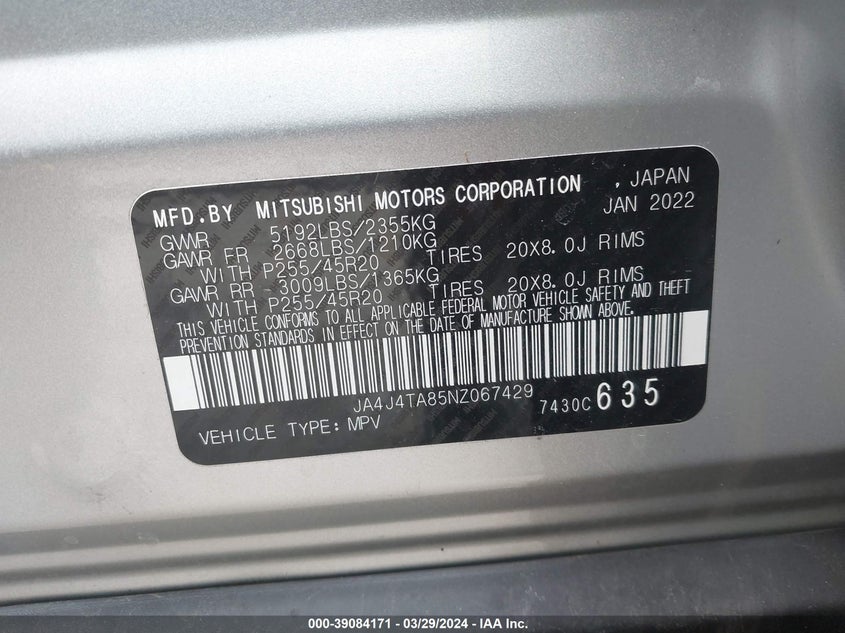 MFD.BY MITSUBISHI MOTORS CORPORATION , JAPAN
JAN 2022
GVWR 5192LBS/2355KG
GAWR FR 2668LBS/1210KG
WITH P255/45R20 TIRES 20X8.0J RIMS
GAWR RR 3009LBS/1365KG
WITH P255/45R20 TIRES 20X8.0J RIMS
THIS VEHICLE CONFORMS TO ALL APPLICABLE FEDERAL MOTOR VEHICLE SAFETY AND THEFT
PREVENTION STANDARDS IN EFFECT ON THE DATE OF MANUFACTURE SHOWN ABOVE.
JA4J4TA85NZ067429 7430C 635
VEHICLE TYPE: MPV
000-39084171 - 03/29/2024 - IAA Inc.